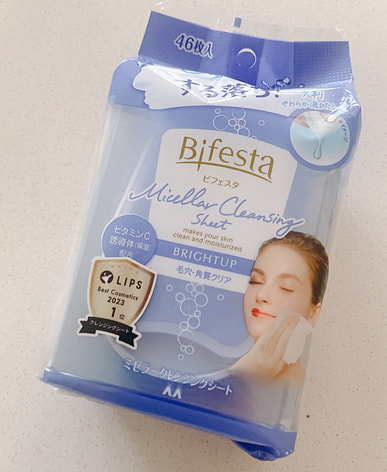 46枚入
する落ち!
Bifesta
ビフェスタ
Micellar Cleansing
Sheet
makes your skin
clean and moisturized
BRIGHTUP
毛穴・角質クリア
ビタミンC
誘導体(保湿)
配合
LIPS
Best Cosmetics
2023
1位
クレンジングシート
ミセラークレンジングシート